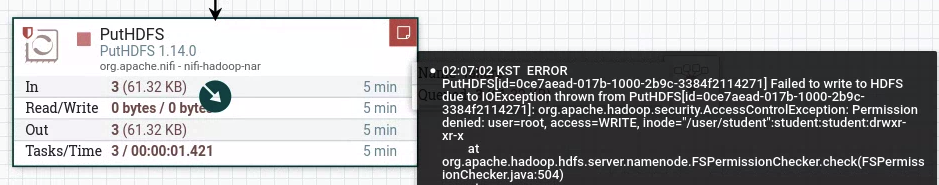 PutHDFS
PutHDFS 1.14.0
org.apache.nifi - nifi-hadoop-nar
In 3 (61.32 KB) 5 min
Read/Write 0 bytes / 0 bytes 5 min
Out 3 (61.32 KB) 5 min
Tasks/Time 3 / 00:00:01.421 5 min
02:07:02 KST ERROR
PutHDFS[id=0ce7aead-017b-1000-2b9c-3384f2114271] Failed to write to HDFS
due to IOException thrown from PutHDFS[id=0ce7aead-017b-1000-2b9c-
3384f2114271]: org.apache.hadoop.security.AccessControlException: Permission
denied: user=root, access=WRITE, inode="/user/student":student:student:drwxr-
xr-x
at
org.apache.hadoop.hdfs.server.namenode.FSPermissionChecker.check(FSPermiss
ionChecker.java:504)